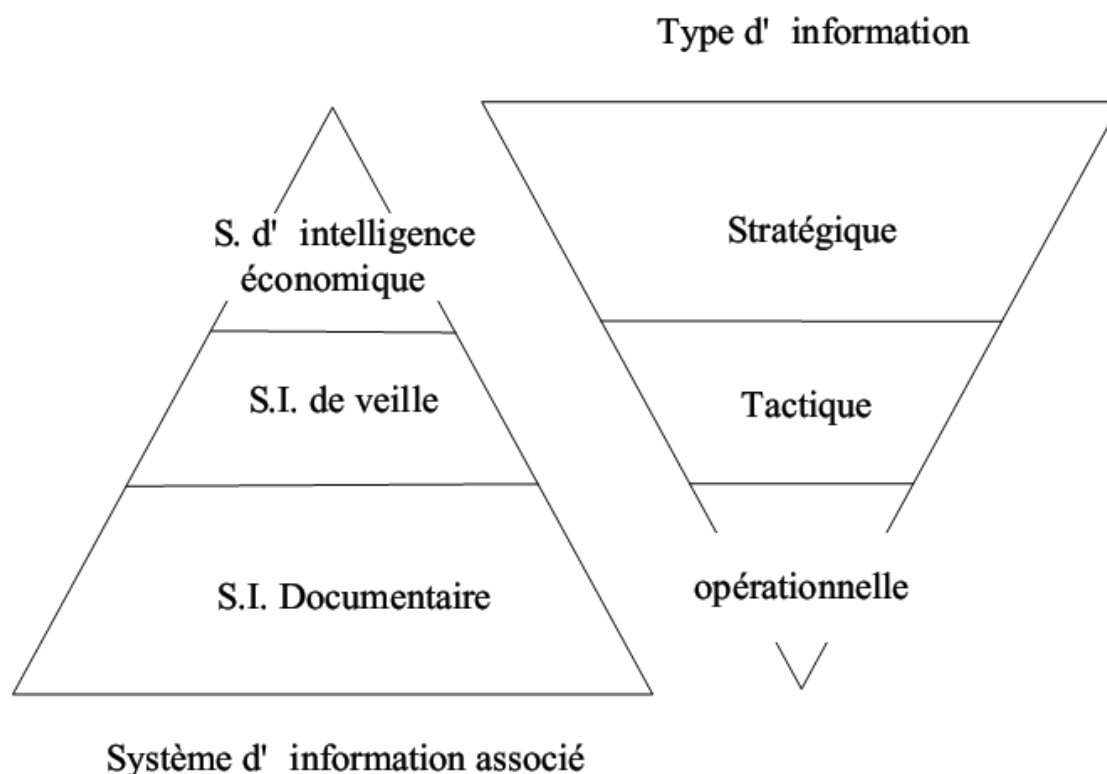 Type d' information
S. d' intelligence
économique
Stratégique
S.I. de veille
Tactique
S.I. Documentaire
opérationnelle
Système d' information associé